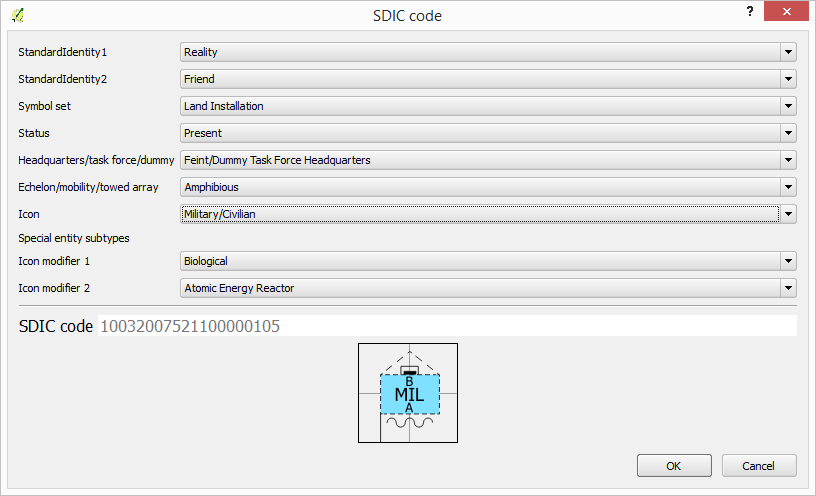 SDIC code
?
StandardIdentity1 Reality
StandardIdentity2 Friend
Symbol set Land Installation
Status Present
Headquarters/task force/dummy Feint/Dummy Task Force Headquarters
Echelon/mobility/towed array Amphibious
Icon Military/Civilian
Special entity subtypes
Icon modifier 1 Biological
Icon modifier 2 Atomic Energy Reactor
SDIC code 10032007521100000105
B
MIL
A
OK Cancel